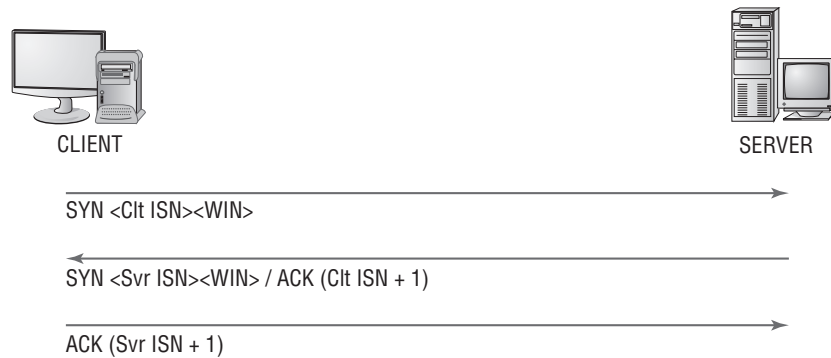 CLIENT
SERVER
SYN <Clt ISN><WIN>
SYN <Svr ISN><WIN> / ACK (Clt ISN + 1)
ACK (Svr ISN + 1)